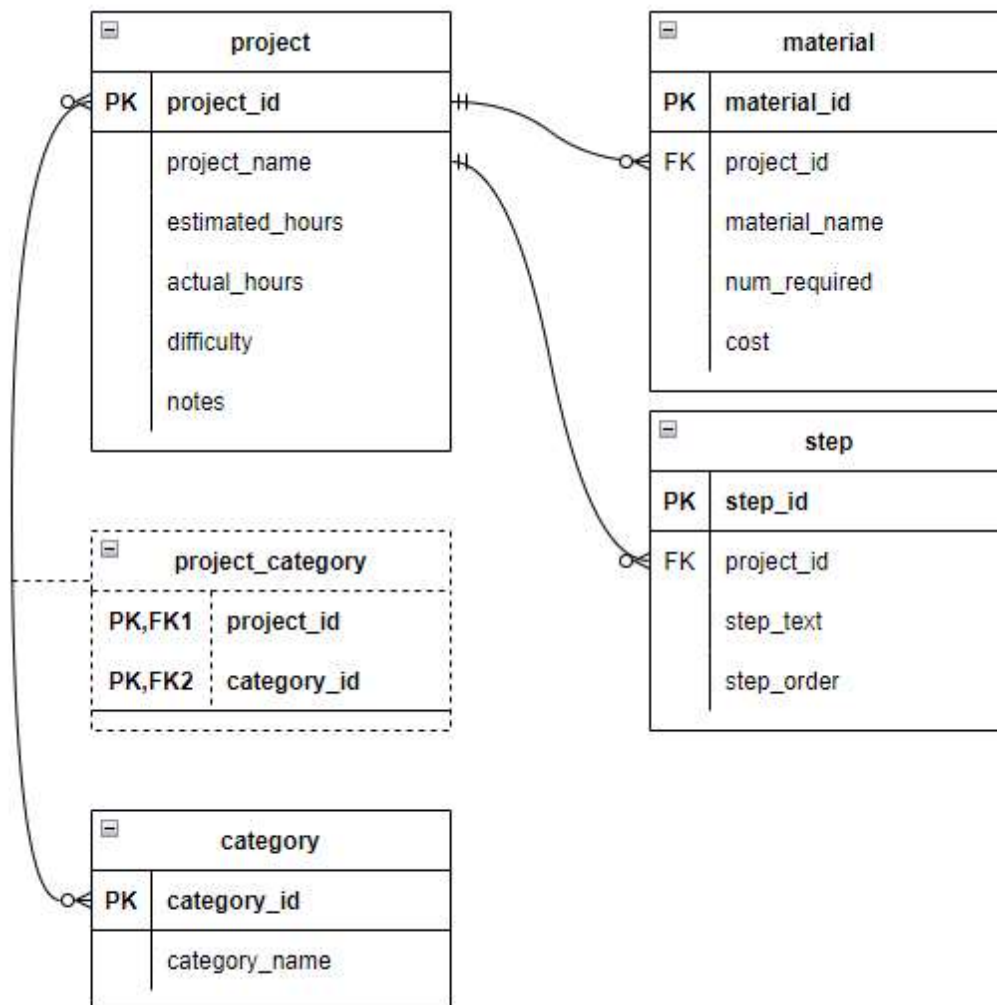 project
PK project_id
project_name
estimated_hours
actual_hours
difficulty
notes
material
PK material_id
FK project_id
material_name
num_required
cost
step
PK step_id
FK project_id
step_text
step_order
project_category
PK,FK1 project_id
PK,FK2 category_id
category
PK category_id
category_name